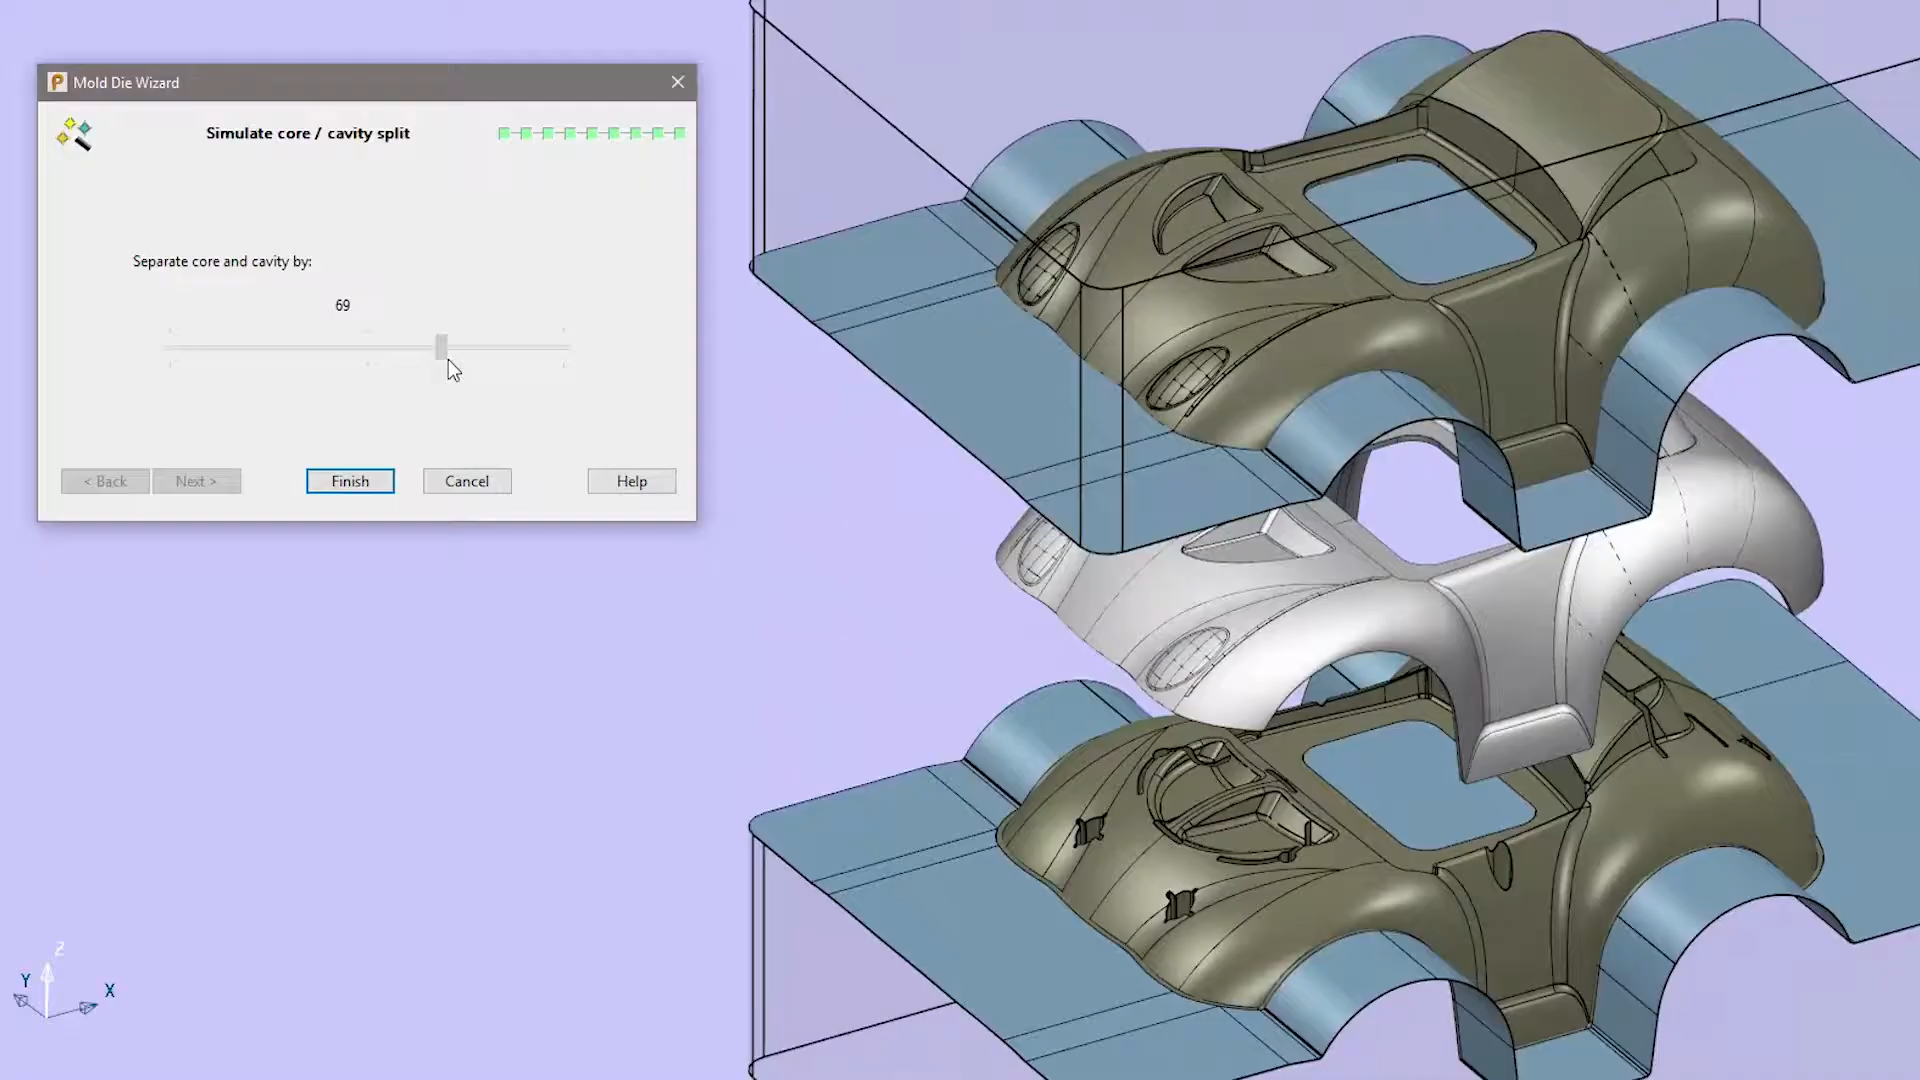 P Mold Die Wizard
Simulate core / cavity split
Separate core and cavity by:
69
< Back
Next >
Finish
Cancel
Help
Z
Y
X